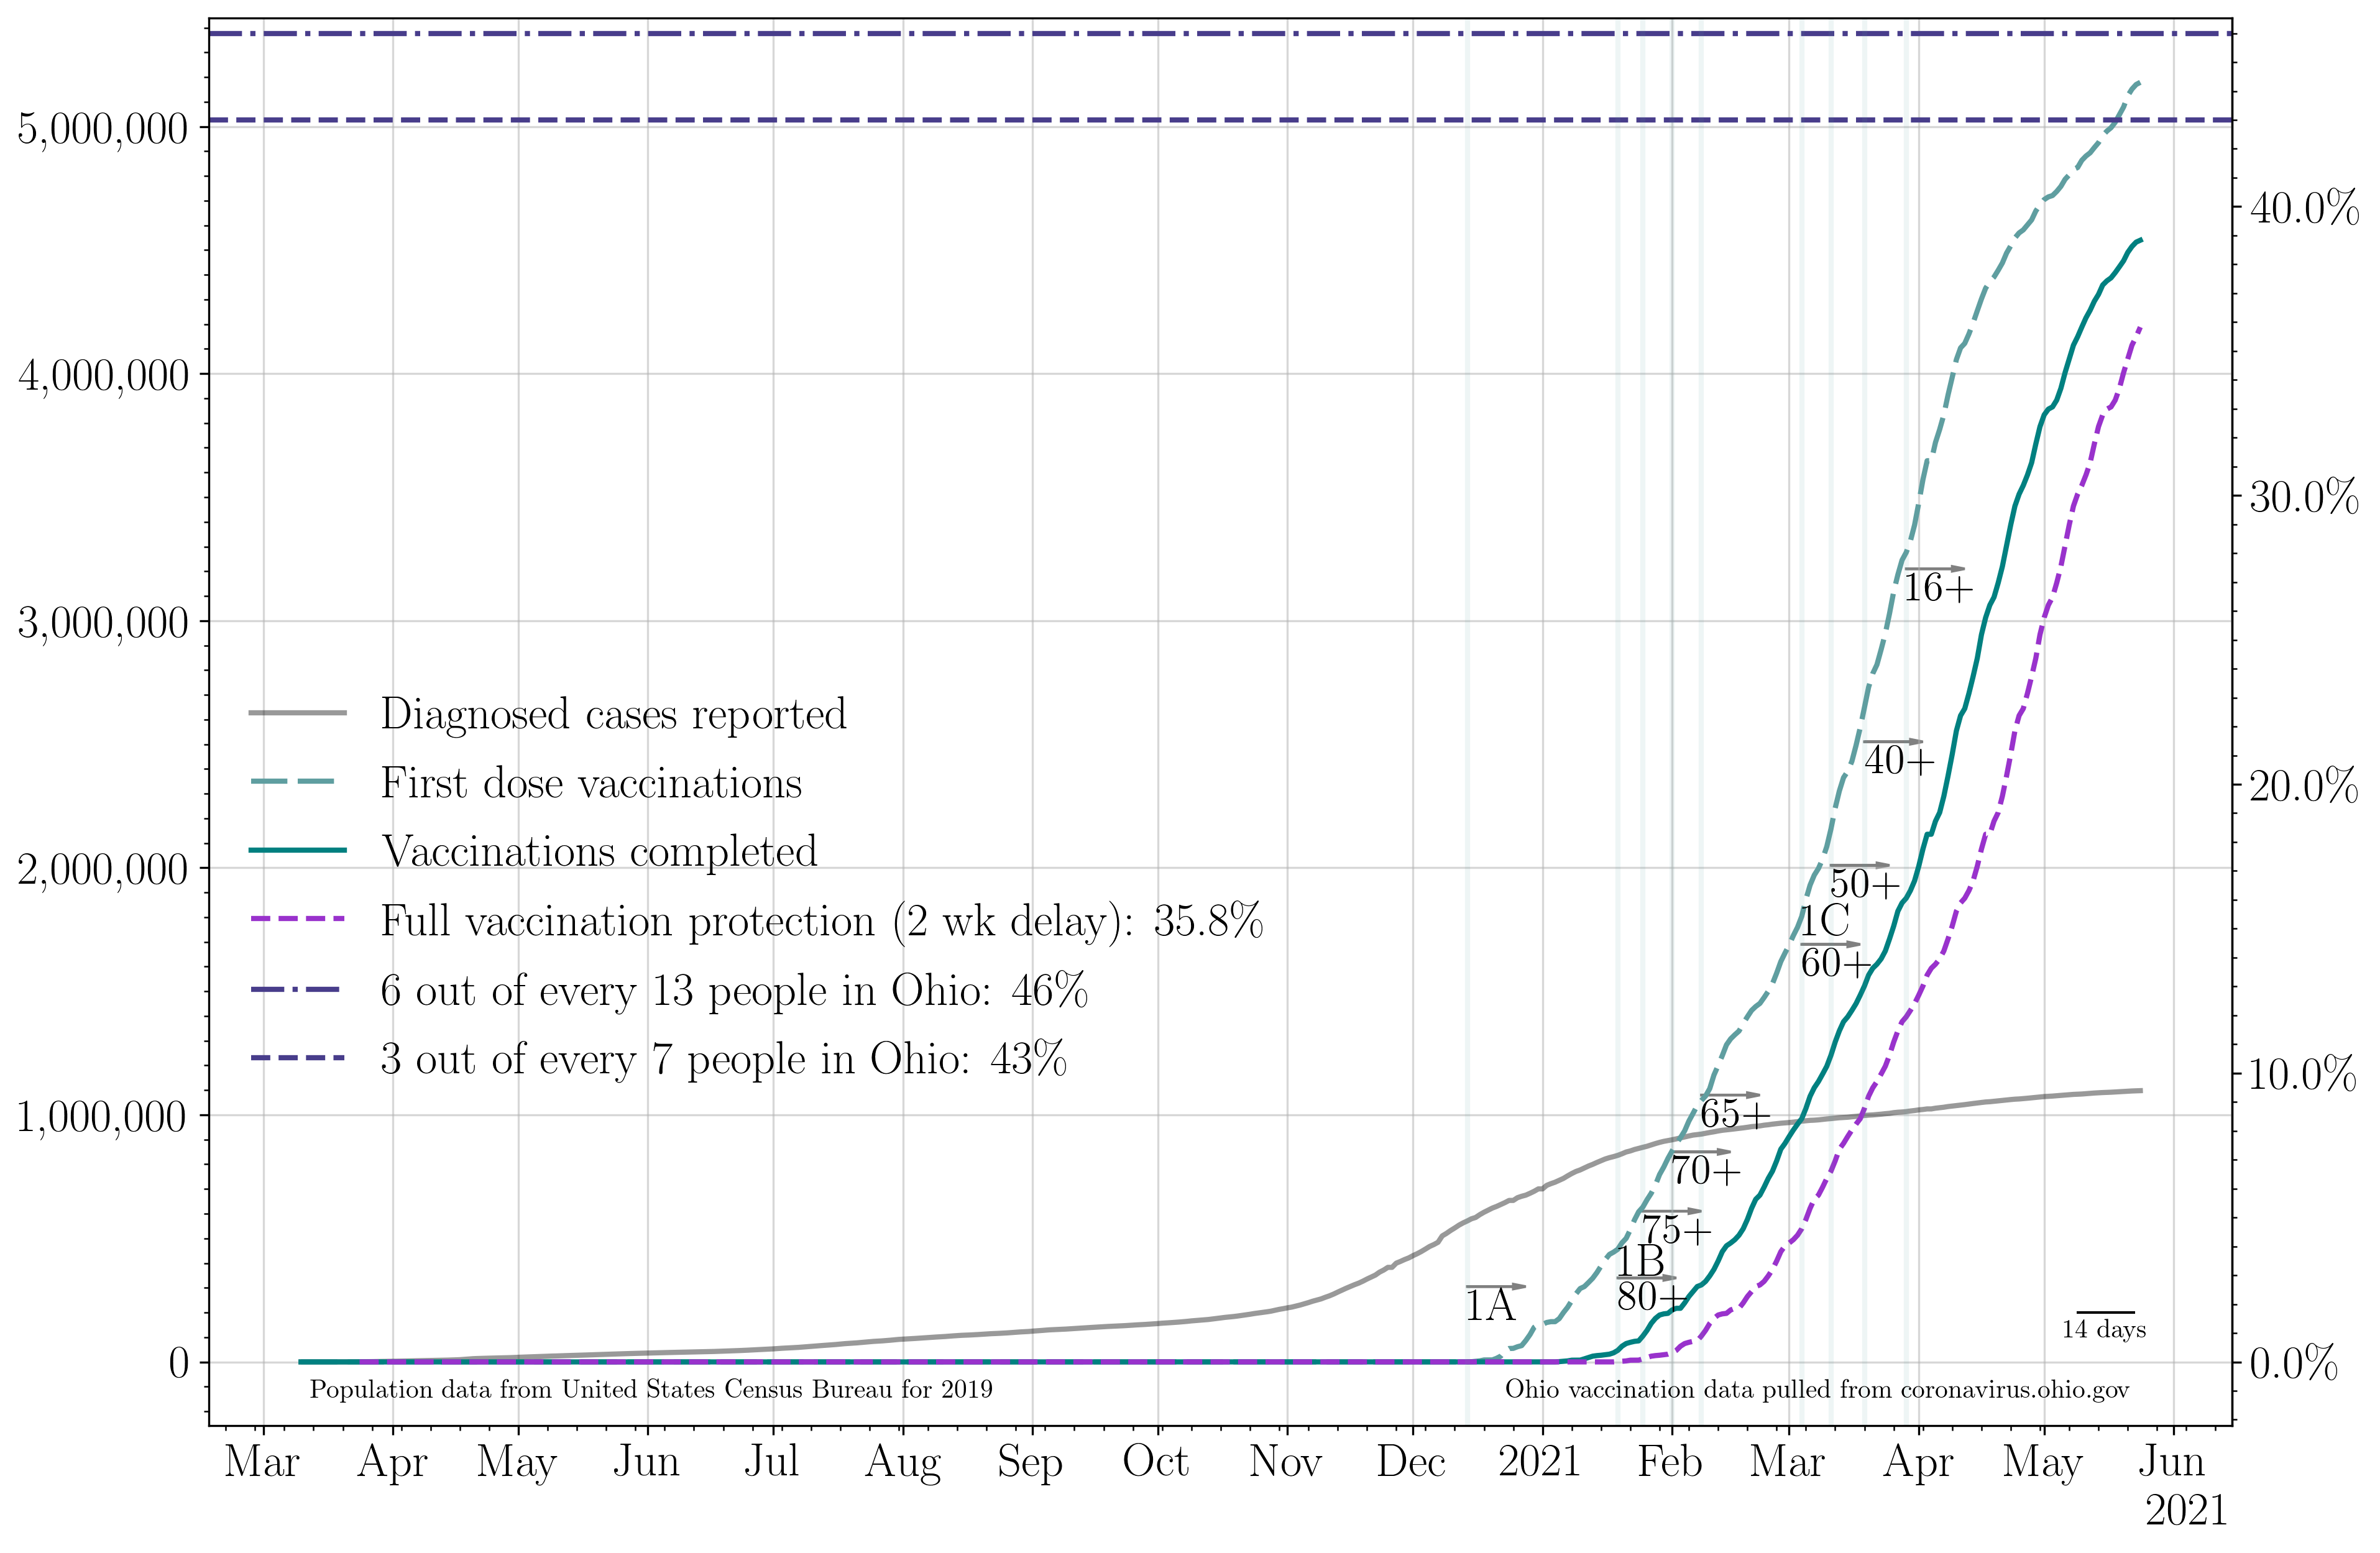 5,000,000
4,000,000
3,000,000
2,000,000
1,000,000
0
40.0%
30.0%
20.0%
10.0%
0.0%
Diagnosed cases reported
First dose vaccinations
Vaccinations completed
Full vaccination protection (2 wk delay): 35.8%
6 out of every 13 people in Ohio: 46%
3 out of every 7 people in Ohio: 43%
16+
40+
50+
1C
60+
65+
70+
75+
1B
80+
1A
14 days
Population data from United States Census Bureau for 2019
Ohio vaccination data pulled from coronavirus.ohio.gov
Mar Apr May Jun Jul Aug Sep Oct Nov Dec 2021 Feb Mar Apr May Jun
2021